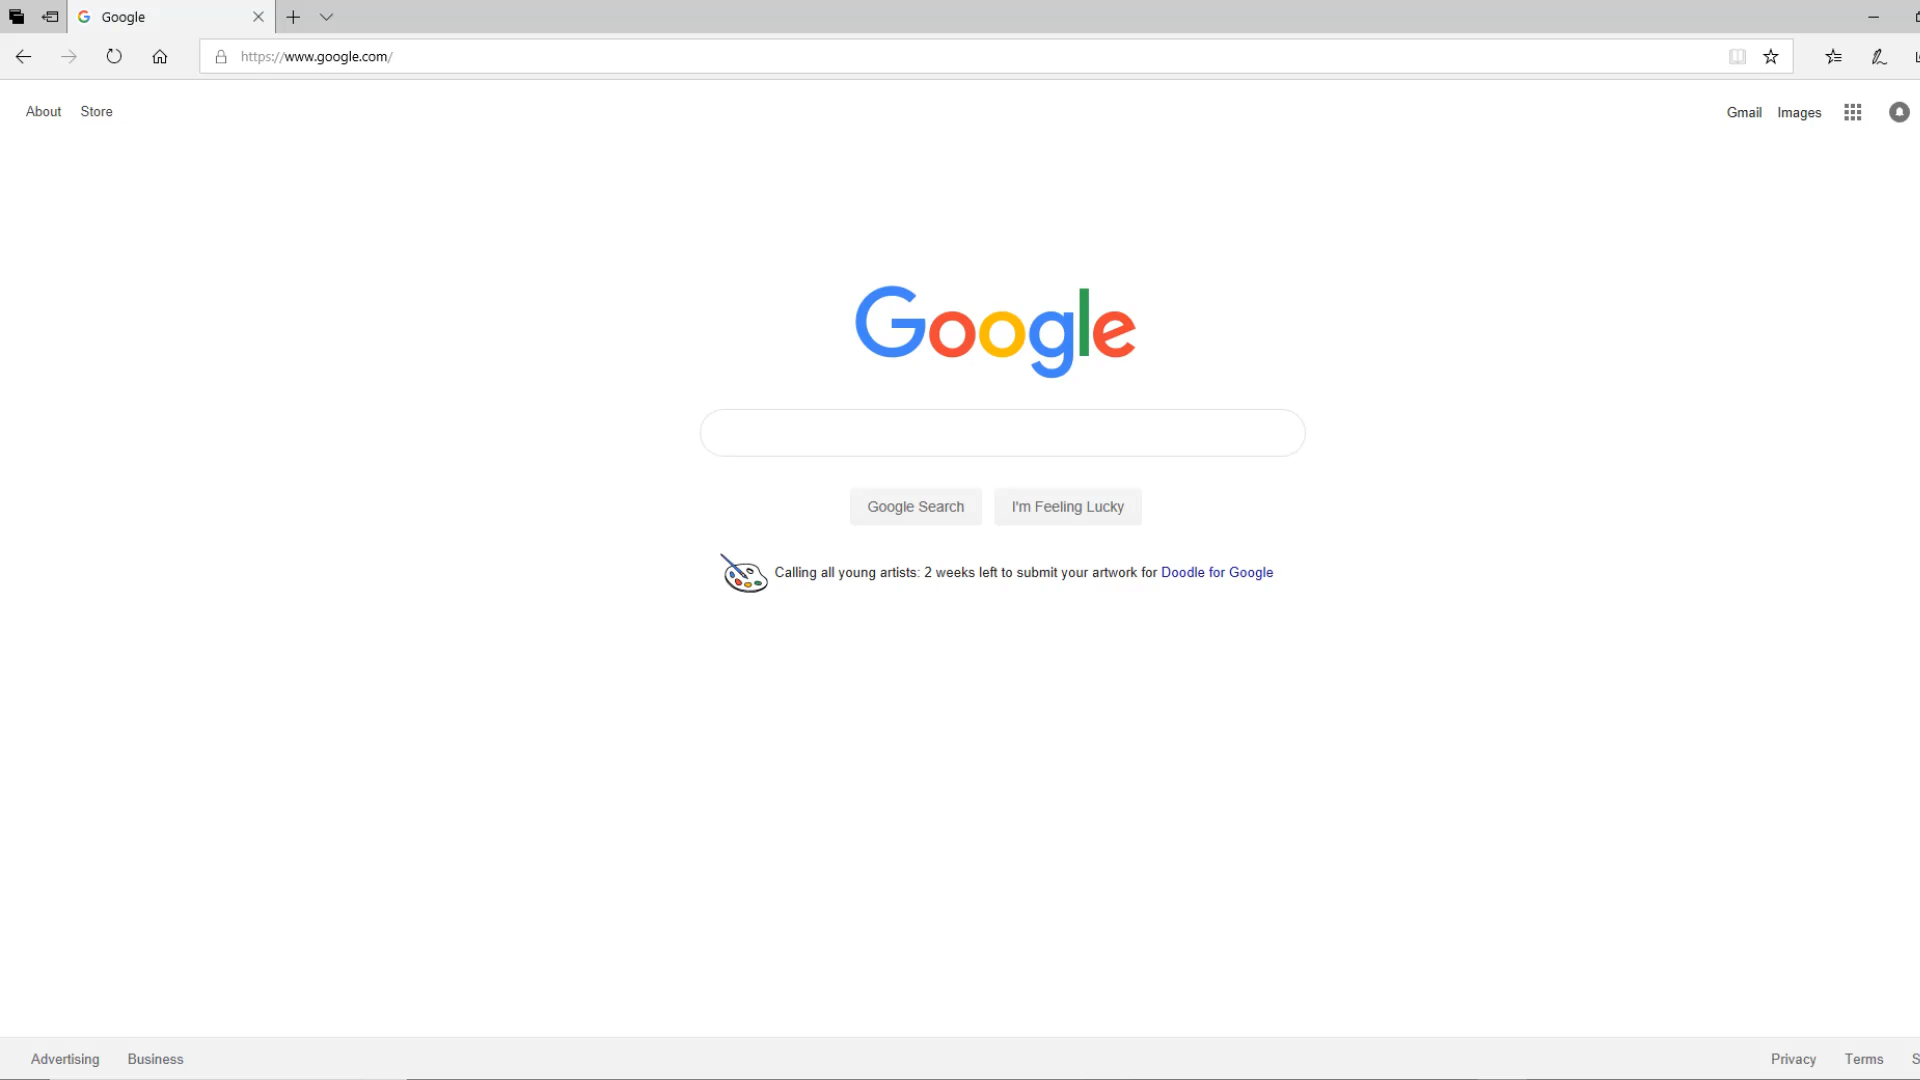 Google
https://www.google.com/
About Store
Gmail Images
Google
Google Search I'm Feeling Lucky
Calling all young artists: 2 weeks left to submit your artwork for Doodle for Google
Advertising Business
Privacy Terms